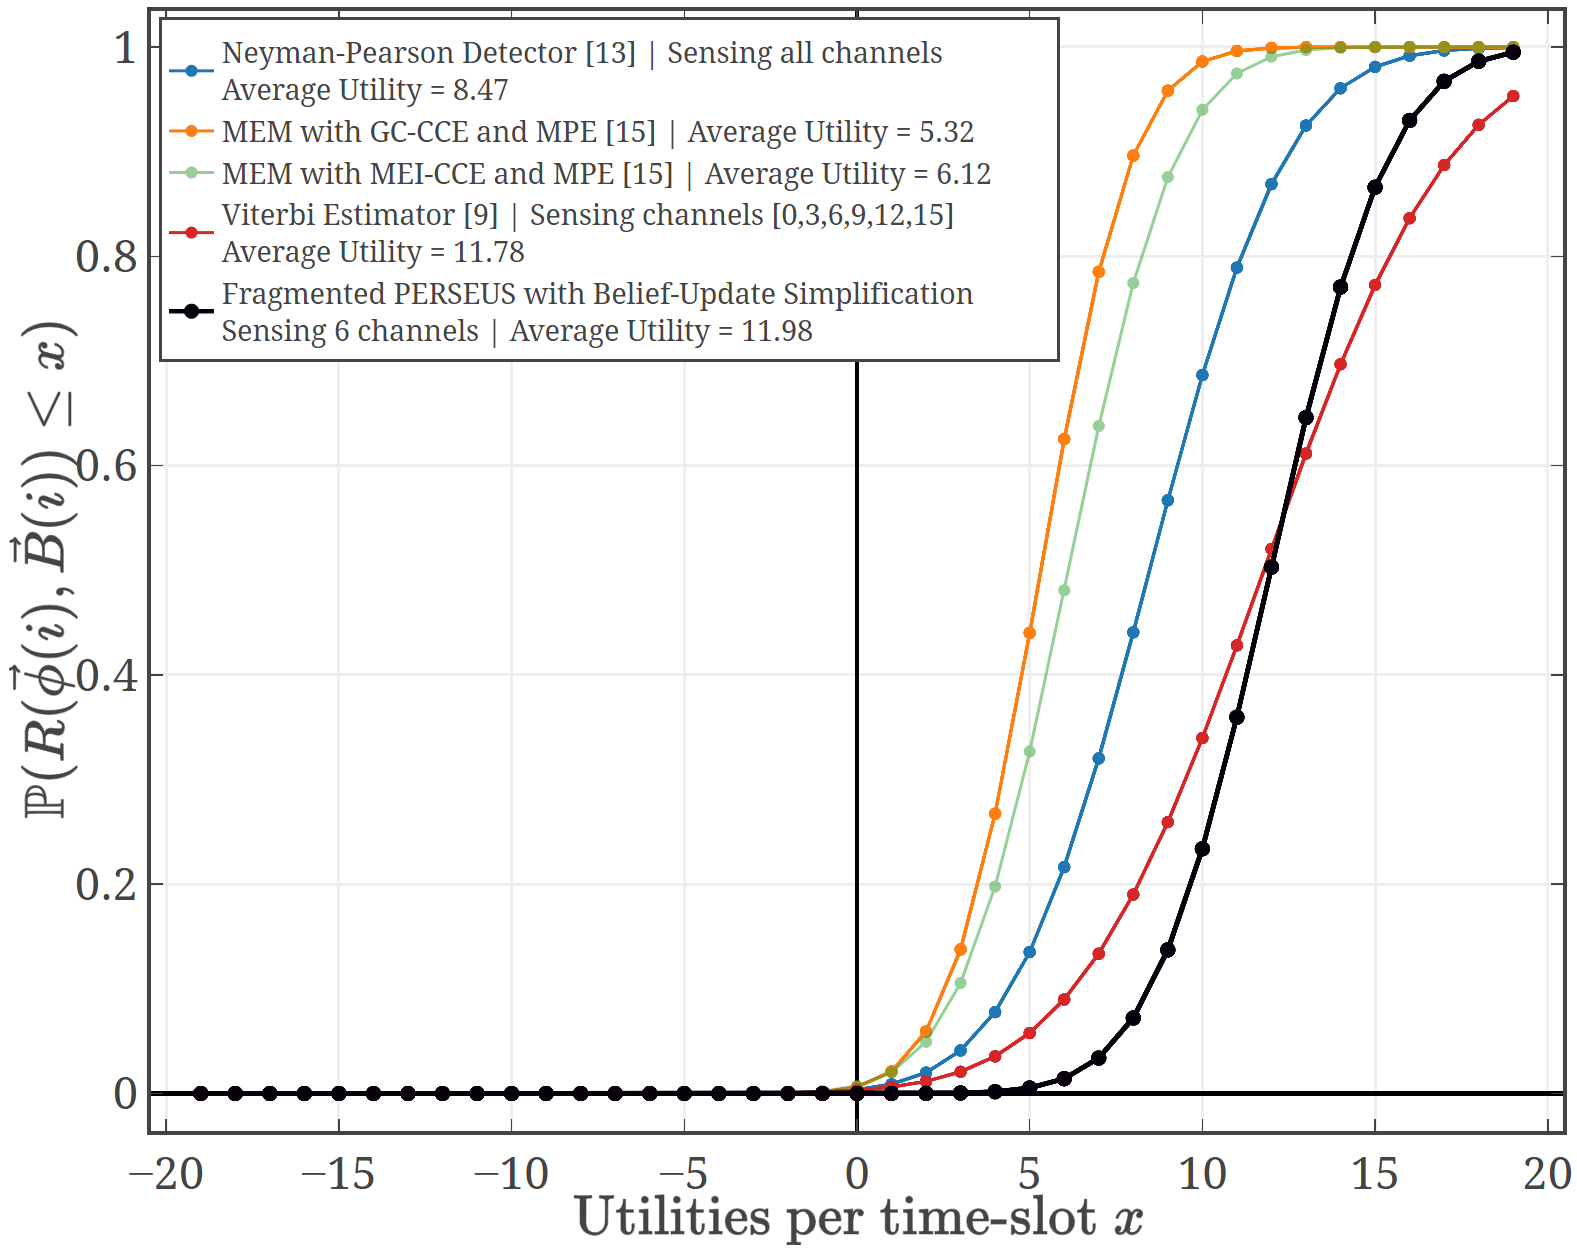 Neyman-Pearson Detector [13] | Sensing all channels
Average Utility = 8.47
MEM with GC-CCE and MPE [15] | Average Utility = 5.32
MEM with MEI-CCE and MPE [15] | Average Utility = 6.12
Viterbi Estimator [9] | Sensing channels [0,3,6,9,12,15]
Average Utility = 11.78
Fragmented PERSEUS with Belief-Update Simplification
Sensing 6 channels | Average Utility = 11.98
1
0.8
0.6
0.4
0.2
0
ℙ(R(ϕ⃗(i), B⃗(i)) ≤ x)
−20 −15 −10 −5 0 5 10 15 20
Utilities per time-slot x